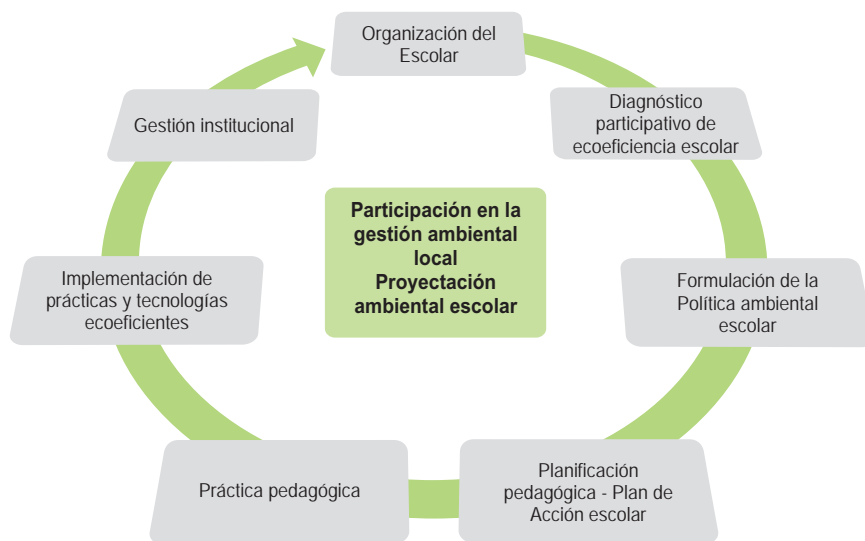 Organización del
Escolar
Diagnóstico
participativo de
ecoeficiencia escolar
Formulación de la
Política ambiental
escolar
Planificación
pedagógica - Plan de
Acción escolar
Práctica pedagógica
Implementación de
prácticas y tecnologías
ecoeficientes
Gestión institucional
Participación en la
gestión ambiental
local
Proyectación
ambiental escolar